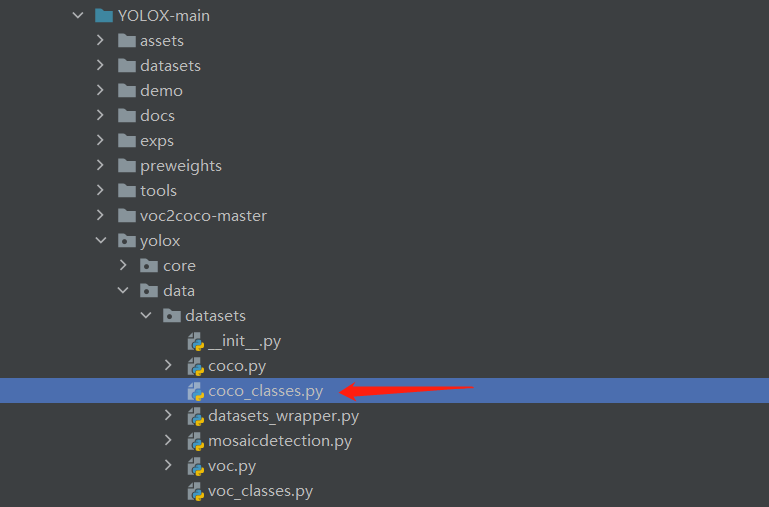 YOLOX-main
assets
datasets
demo
docs
exps
preweights
tools
voc2coco-master
yolox
core
data
datasets
__init__.py
coco.py
coco_classes.py
datasets_wrapper.py
mosaicdetection.py
voc.py
voc_classes.py